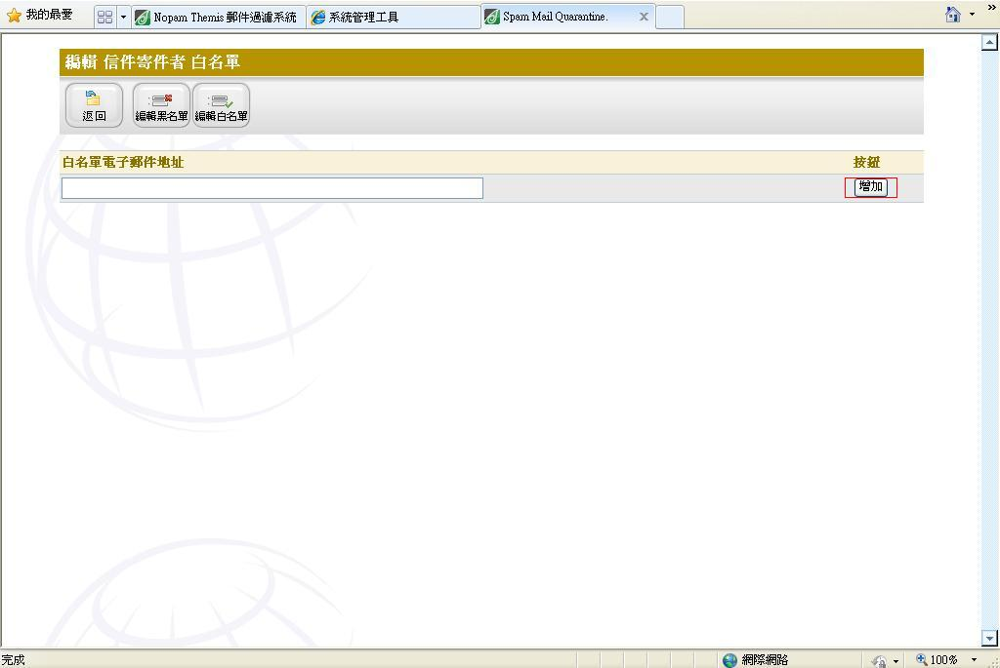 我的最愛
Nopam Themis 郵件過濾系統
系統管理工具
Spam Mail Quarantine.
編輯 信件寄件者 白名單
返回
編輯黑名單
編輯白名單
白名單電子郵件地址
按鈕
增加
完成
網際網路
100%